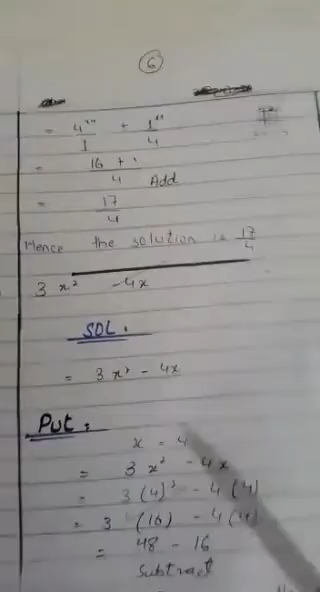 6
= 4/1 + 1/4
= 16 + 1 / 4 Add
= 17/4
Hence the solution is 17/4
3x² - 4x
SOL.
= 3x² - 4x
Put:
x = 4
= 3x² - 4x
= 3(4)² - 4(4)
= 3 (16) - 4(4)
= 48 - 16
Subtract